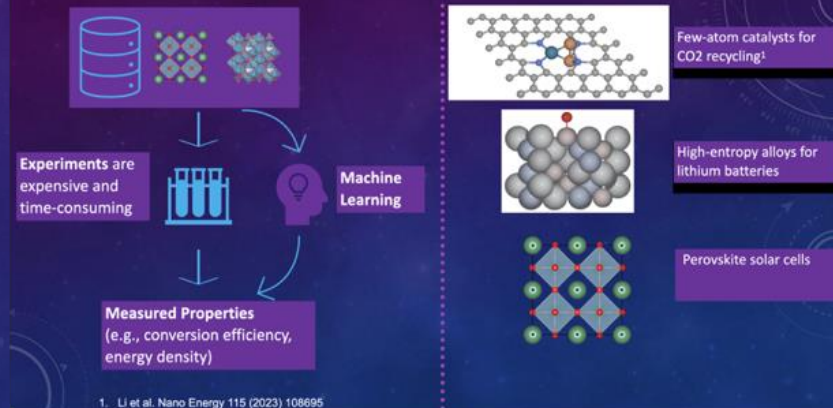 Experiments are
expensive and
time-consuming
Machine
Learning
Measured Properties
(e.g., conversion efficiency,
energy density)
1. Li et al. Nano Energy 115 (2023) 108695
Few-atom catalysts for
CO2 recycling¹
High-entropy alloys for
lithium batteries
Perovskite solar cells